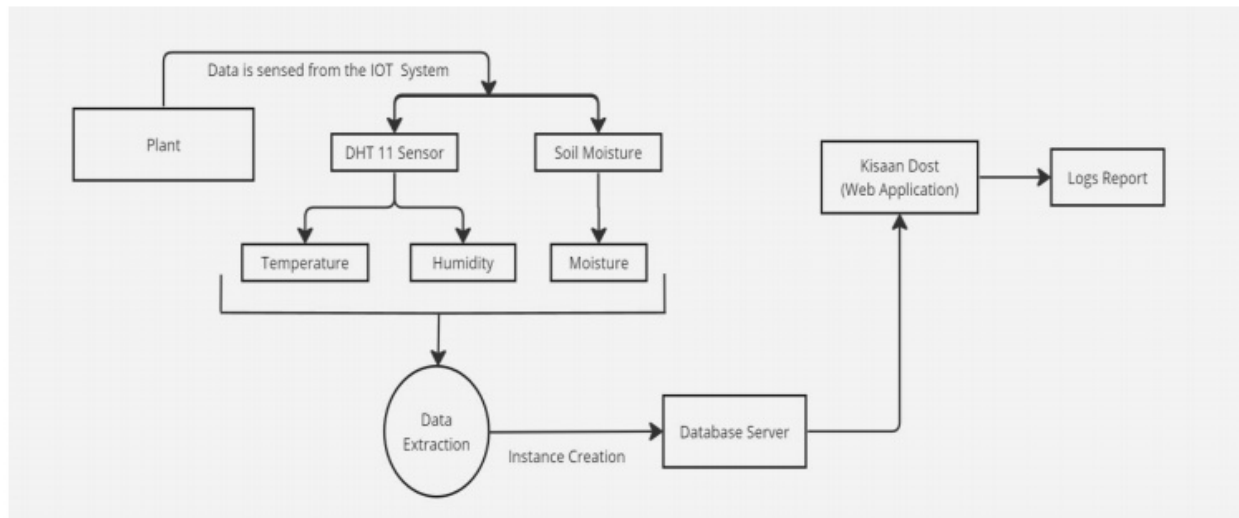 Data is sensed from the IOT System
Plant
DHT 11 Sensor
Soil Moisture
Kisaan Dost
(Web Application)
Logs Report
Temperature
Humidity
Moisture
Data
Extraction
Instance Creation
Database Server